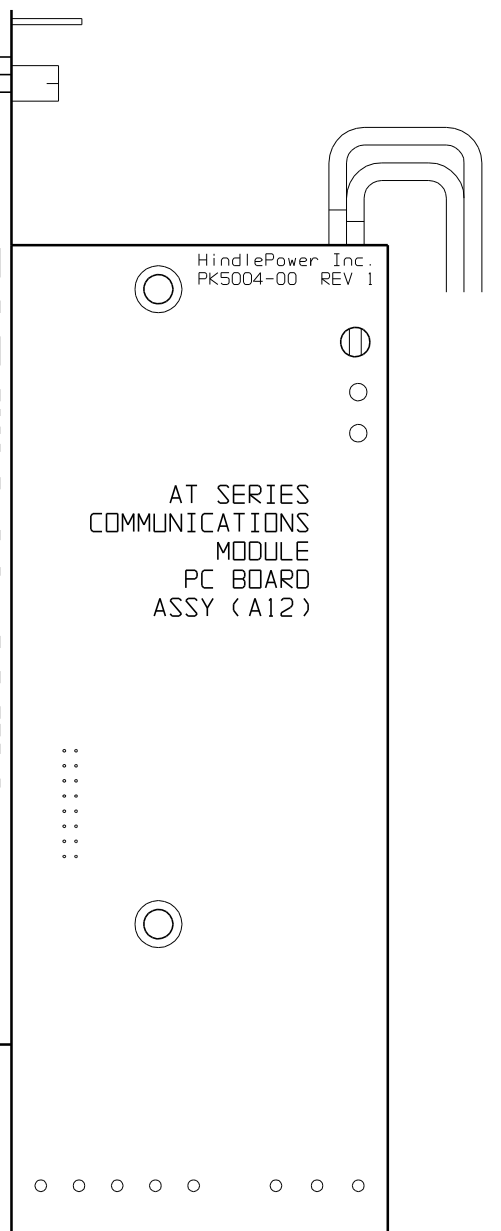 HindlePower Inc.
PK5004-00 REV 1
AT SERIES
COMMUNICATIONS
MODULE
PC BOARD
ASSY (A12)